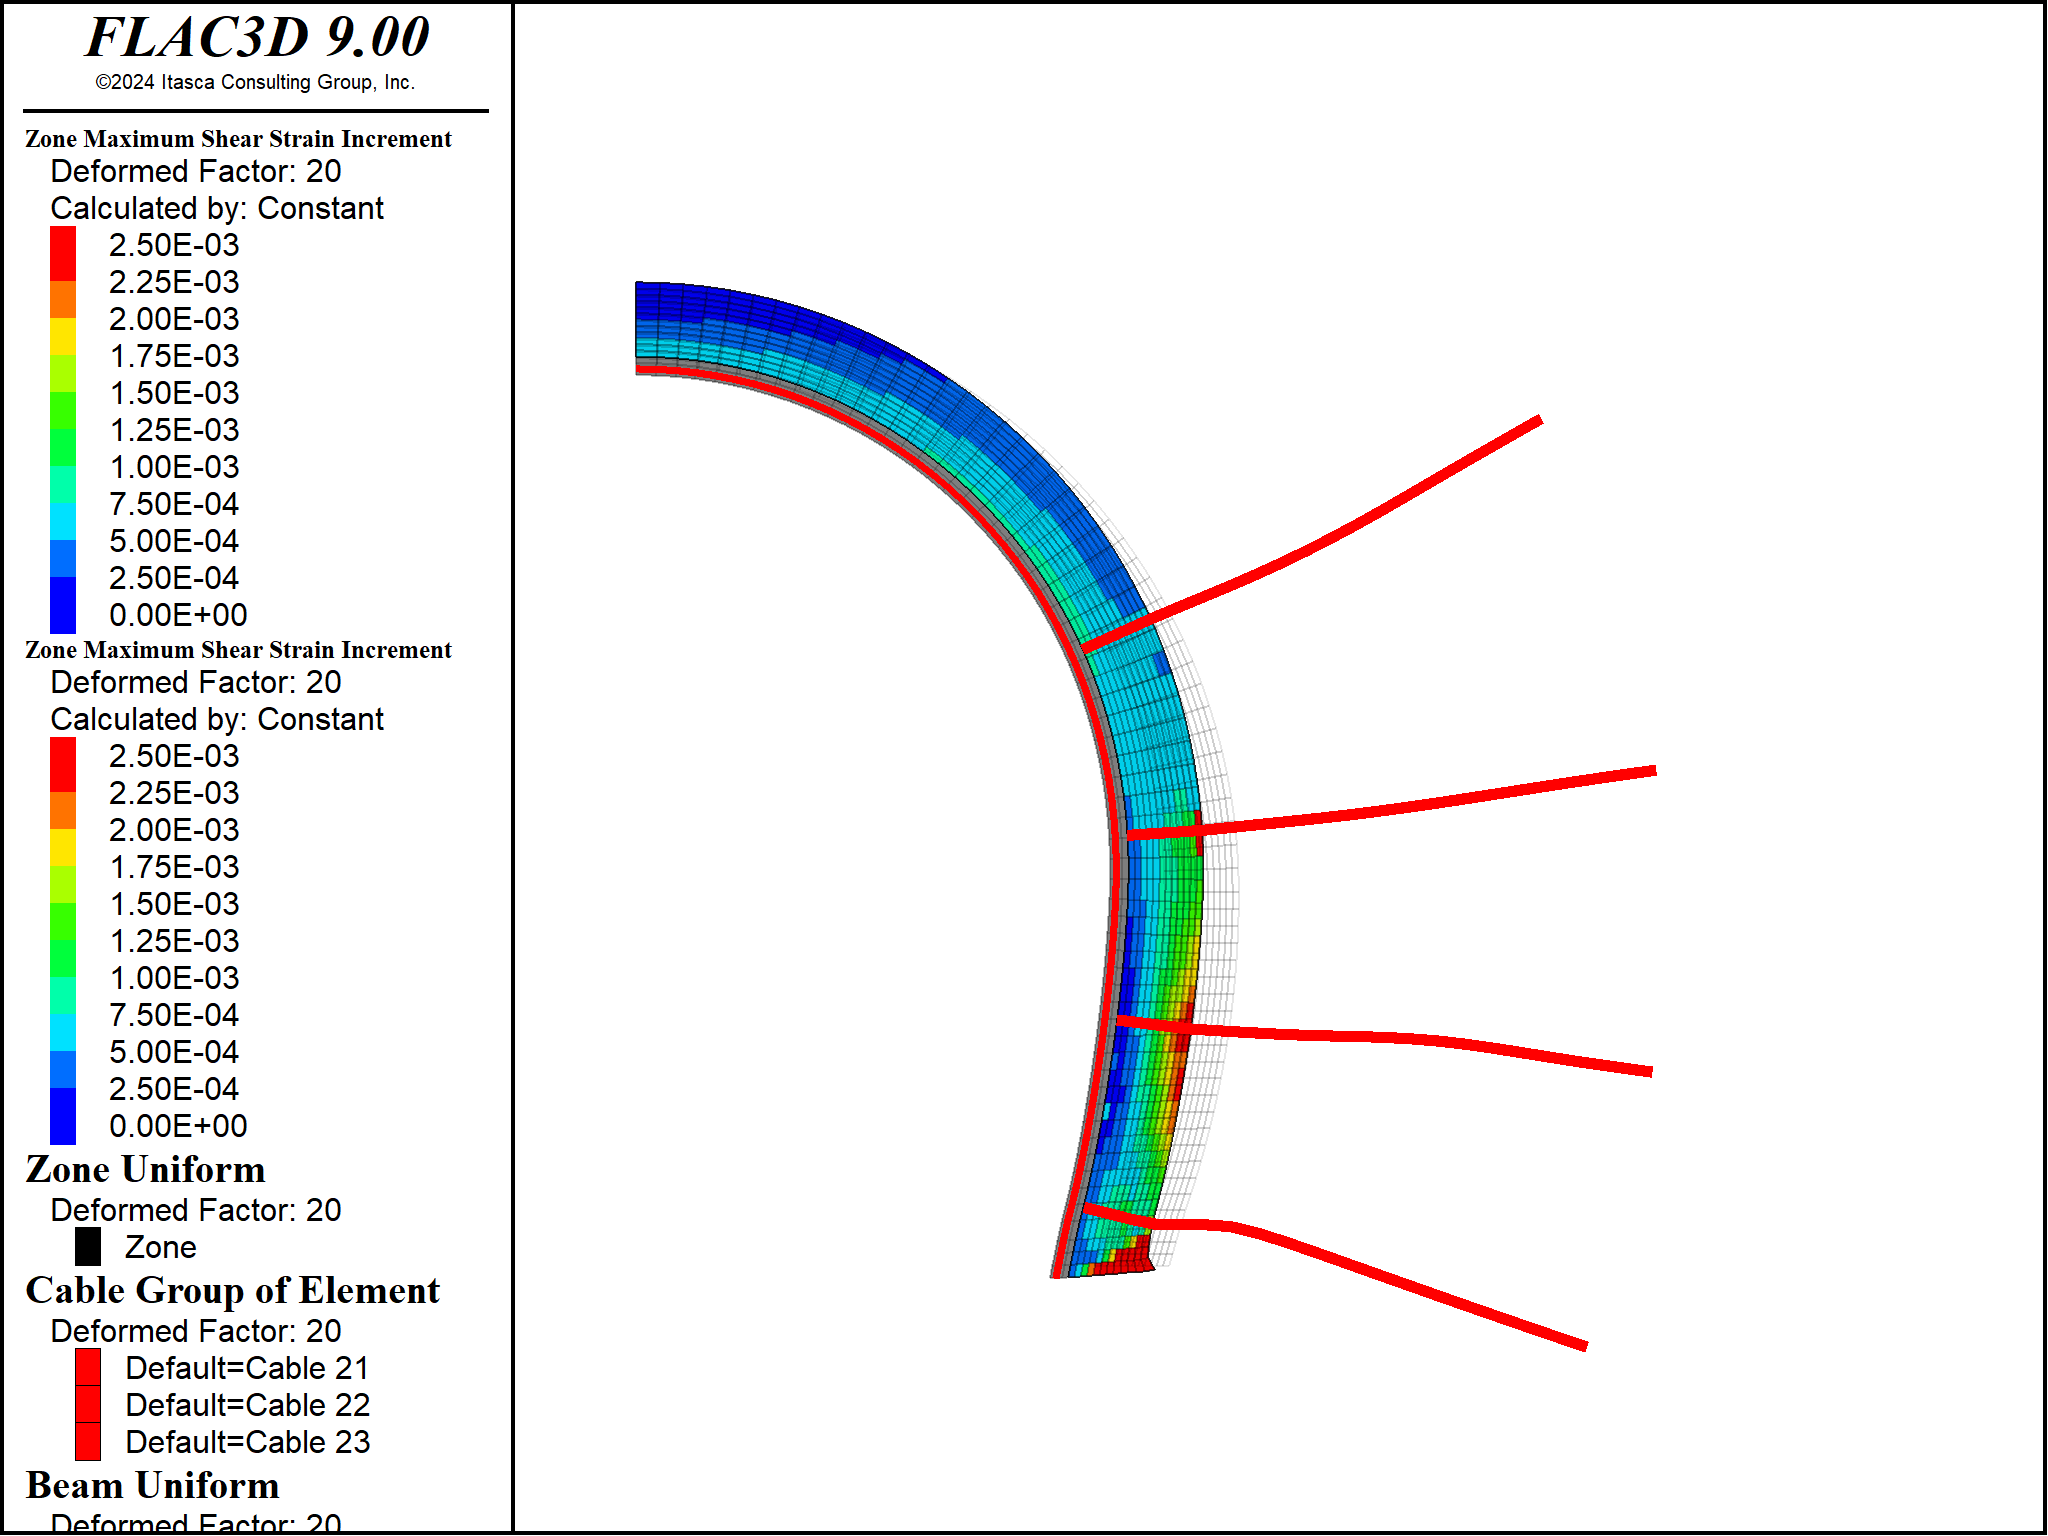 FLAC3D 9.00
©2024 Itasca Consulting Group, Inc.
Zone Maximum Shear Strain Increment
Deformed Factor: 20
Calculated by: Constant
2.50E-03
2.25E-03
2.00E-03
1.75E-03
1.50E-03
1.25E-03
1.00E-03
7.50E-04
5.00E-04
2.50E-04
0.00E+00
Zone Maximum Shear Strain Increment
Deformed Factor: 20
Calculated by: Constant
2.50E-03
2.25E-03
2.00E-03
1.75E-03
1.50E-03
1.25E-03
1.00E-03
7.50E-04
5.00E-04
2.50E-04
0.00E+00
Zone Uniform
Deformed Factor: 20
Zone
Cable Group of Element
Deformed Factor: 20
Default=Cable 21
Default=Cable 22
Default=Cable 23
Beam Uniform
Deformed Factor: 20